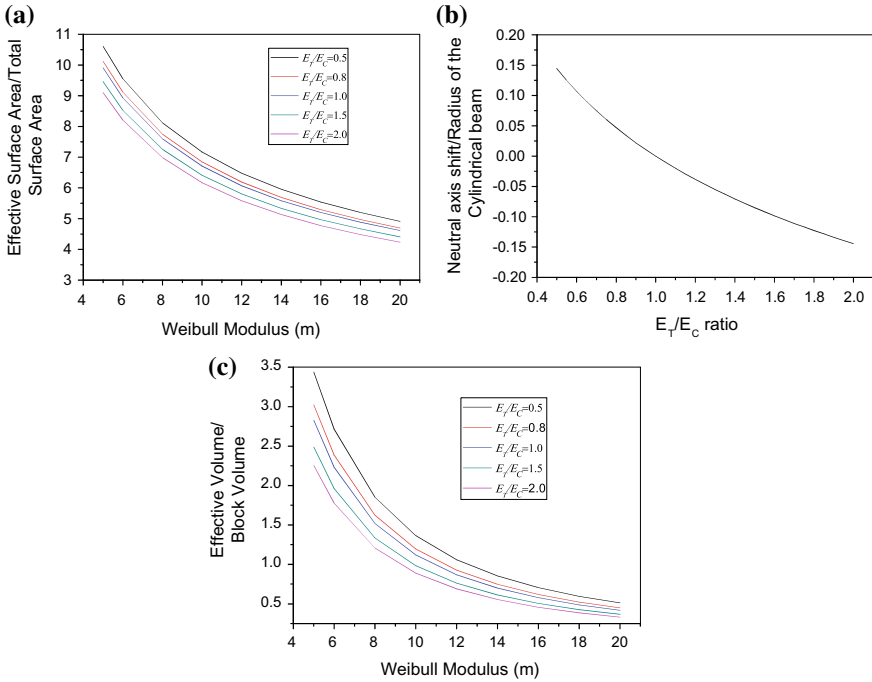 (a)
11
10
9
8
7
6
5
4
3
4 6 8 10 12 14 16 18 20
Effective Surface Area/Total
Surface Area
Weibull Modulus (m)
E_T/E_C=0.5
E_T/E_C=0.8
E_T/E_C=1.0
E_T/E_C=1.5
E_T/E_C=2.0
(b)
0.20
0.15
0.10
0.05
0.00
-0.05
-0.10
-0.15
-0.20
0.4 0.6 0.8 1.0 1.2 1.4 1.6 1.8 2.0
Neutral axis shift/Radius of the
Cylindrical beam
E_T/E_C ratio
(c)
3.5
3.0
2.5
2.0
1.5
1.0
0.5
4 6 8 10 12 14 16 18 20
Effective Volume/
Block Volume
Weibull Modulus (m)
E_T/E_C=0.5
E_T/E_C=0.8
E_T/E_C=1.0
E_T/E_C=1.5
E_T/E_C=2.0